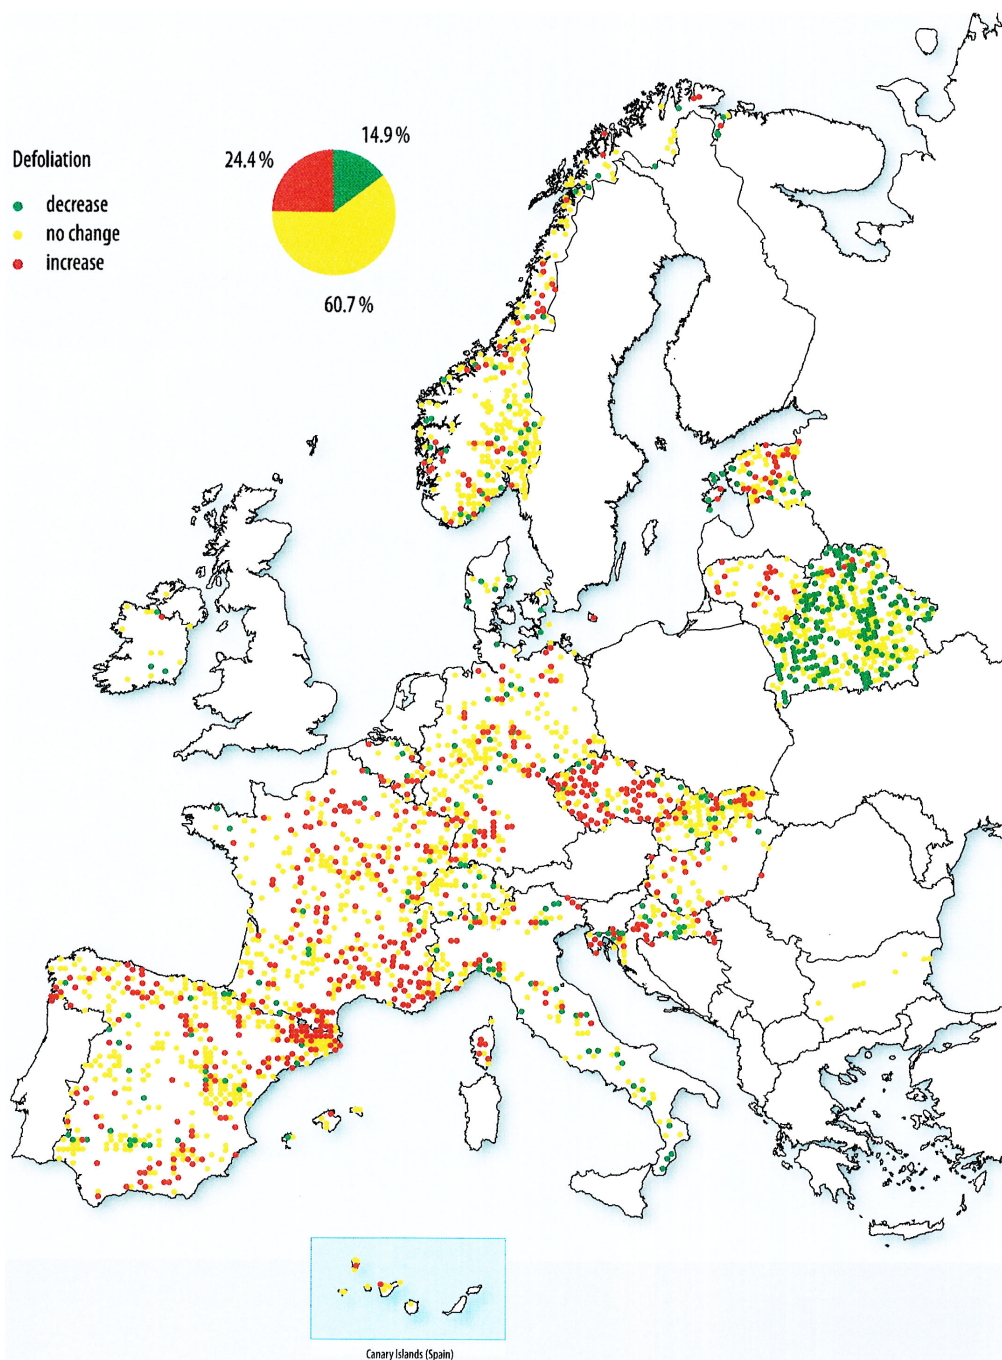 14.9 %
24.4 %
Defoliation
decrease
no change
increase
60.7 %
Canary Islands (Spain)